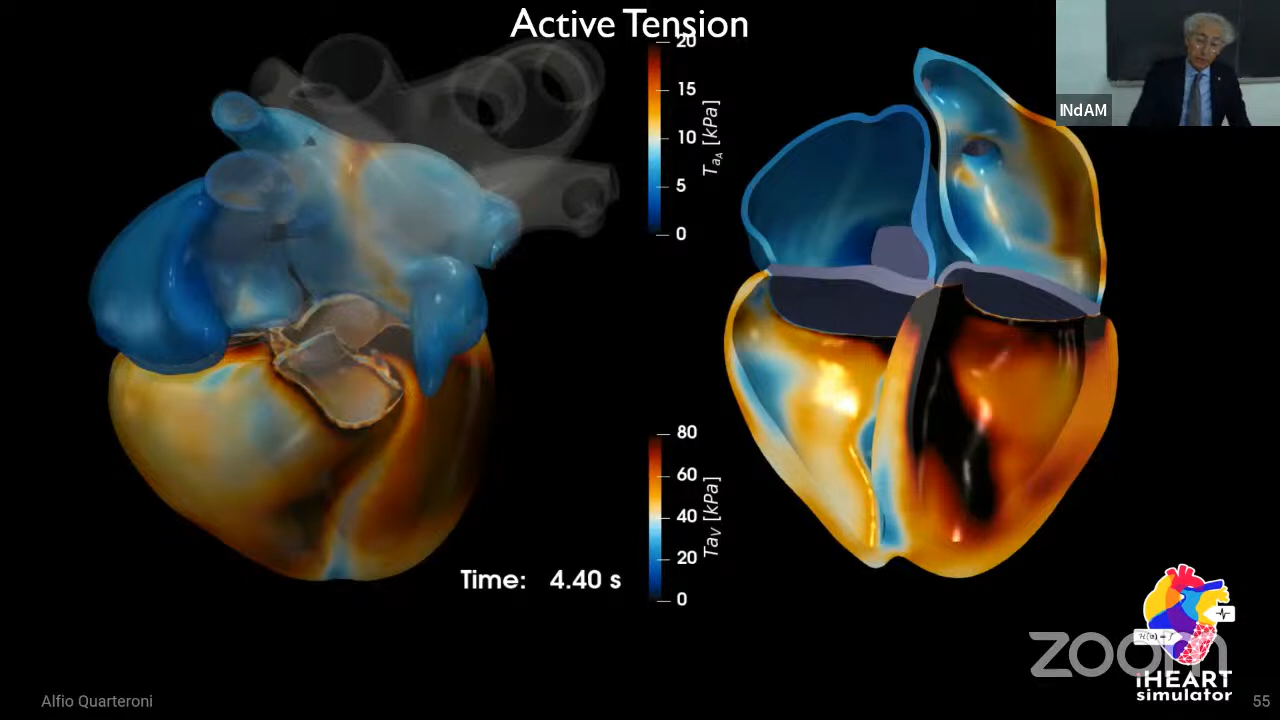 Active Tension
20
15
10
5
0
T_aA [kPa]
INdAM
80
60
40
20
0
Tav [kPa]
Time: 4.40 s
zoom
iHEART
simulator
Alfio Quarteroni
55